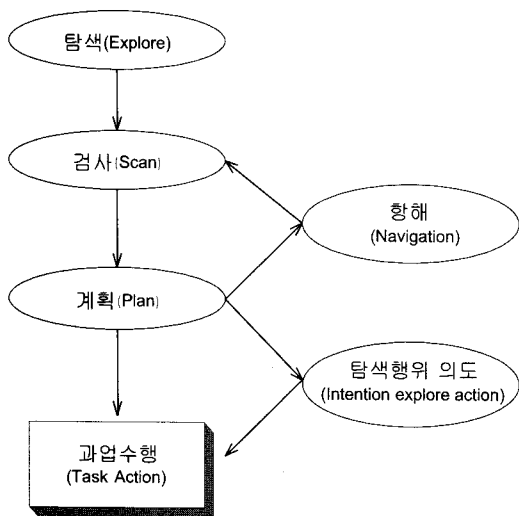 탐색(Explore)
검사(Scan)
항해
(Navigation)
계획(Plan)
탐색행위 의도
(Intention explore action)
과업수행
(Task Action)